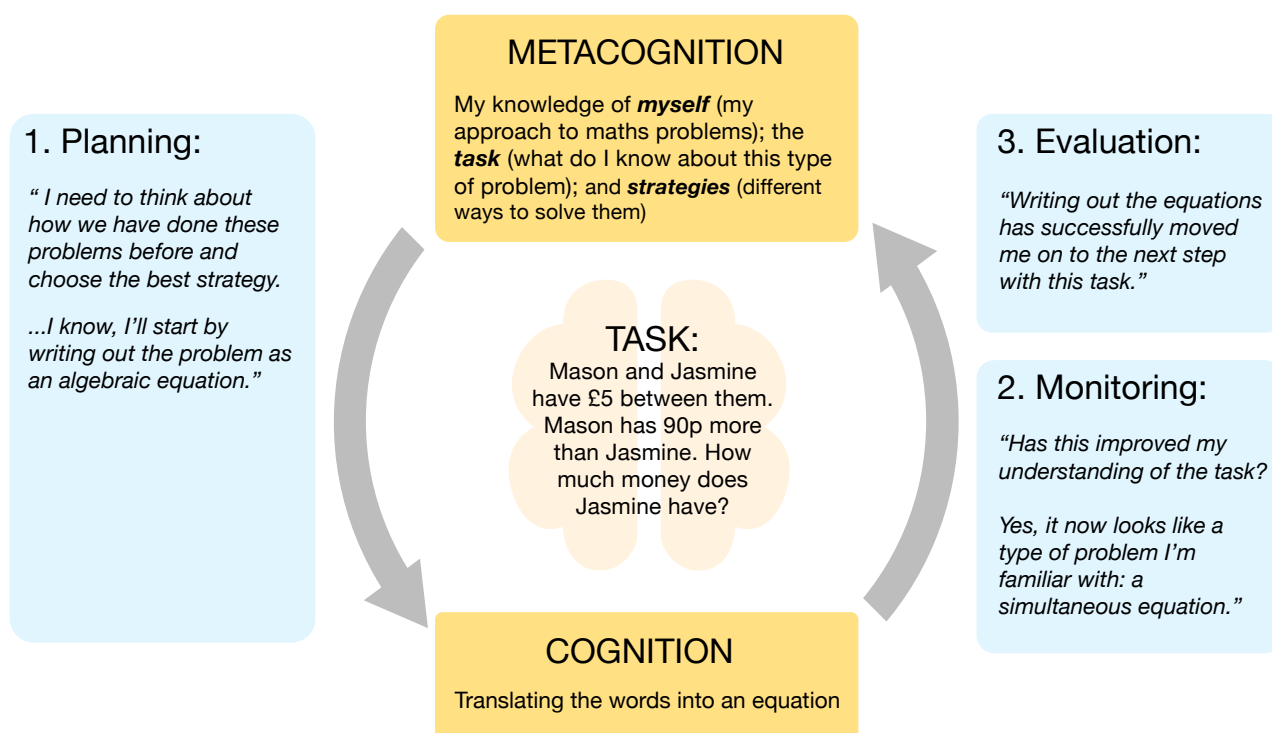 METACOGNITION
My knowledge of myself (my
approach to maths problems); the
task (what do I know about this type
of problem); and strategies (different
ways to solve them)
1. Planning:
“ I need to think about
how we have done these
problems before and
choose the best strategy.
...I know, I’ll start by
writing out the problem as
an algebraic equation.”
TASK:
Mason and Jasmine
have £5 between them.
Mason has 90p more
than Jasmine. How
much money does
Jasmine have?
3. Evaluation:
“Writing out the equations
has successfully moved
me on to the next step
with this task.”
2. Monitoring:
“Has this improved my
understanding of the task?
Yes, it now looks like a
type of problem I’m
familiar with: a
simultaneous equation.”
COGNITION
Translating the words into an equation